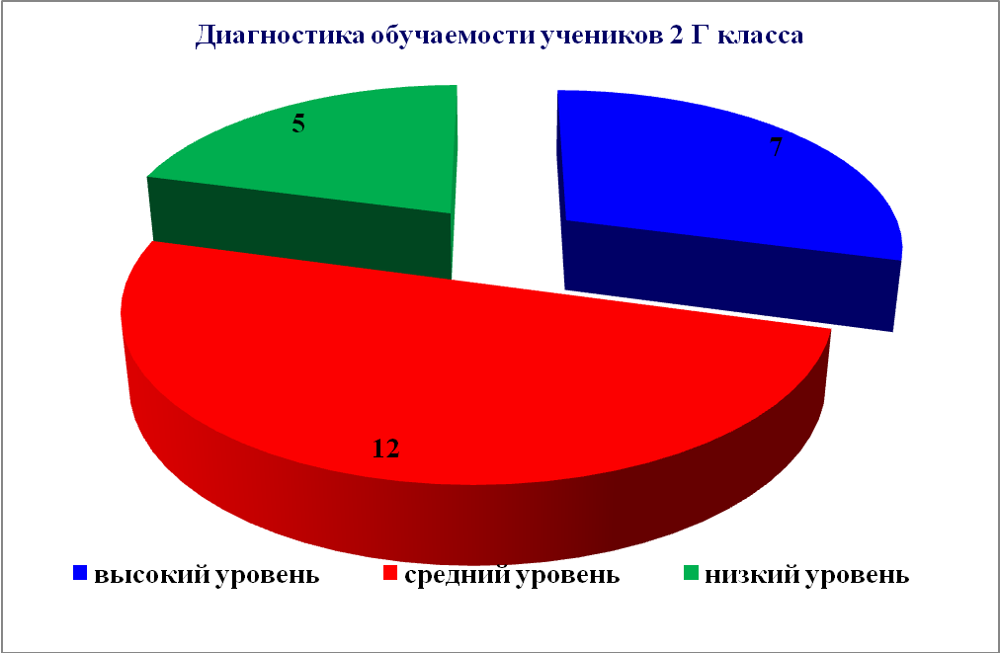 Диагностика обучаемости учеников 2 Г класса
5
7
12
высокий уровень
средний уровень
низкий уровень